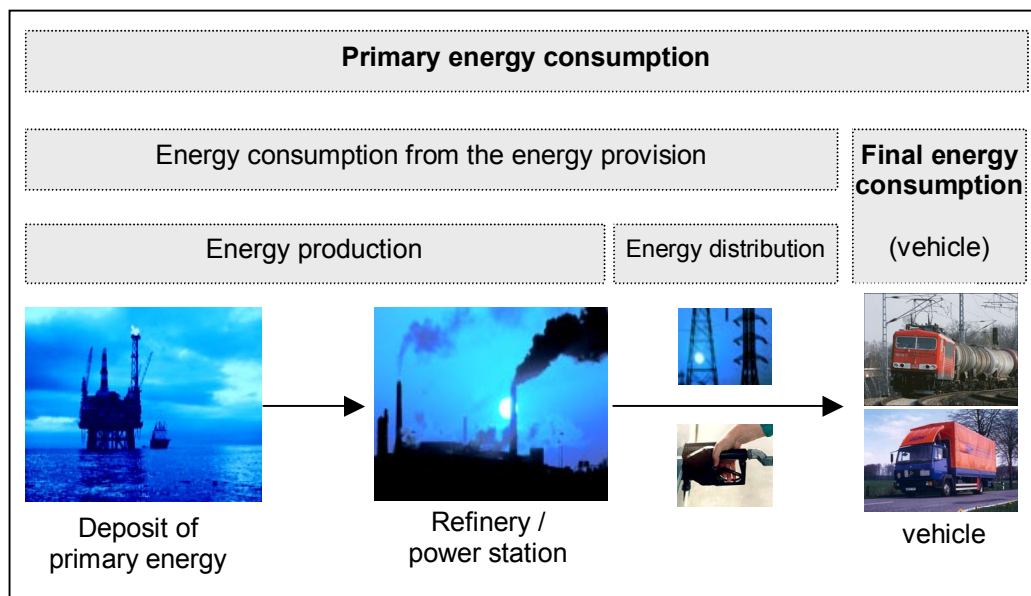 Primary energy consumption
Energy consumption from the energy provision
Final energy
consumption
(vehicle)
Energy production
Energy distribution
Deposit of
primary energy
Refinery /
power station
vehicle